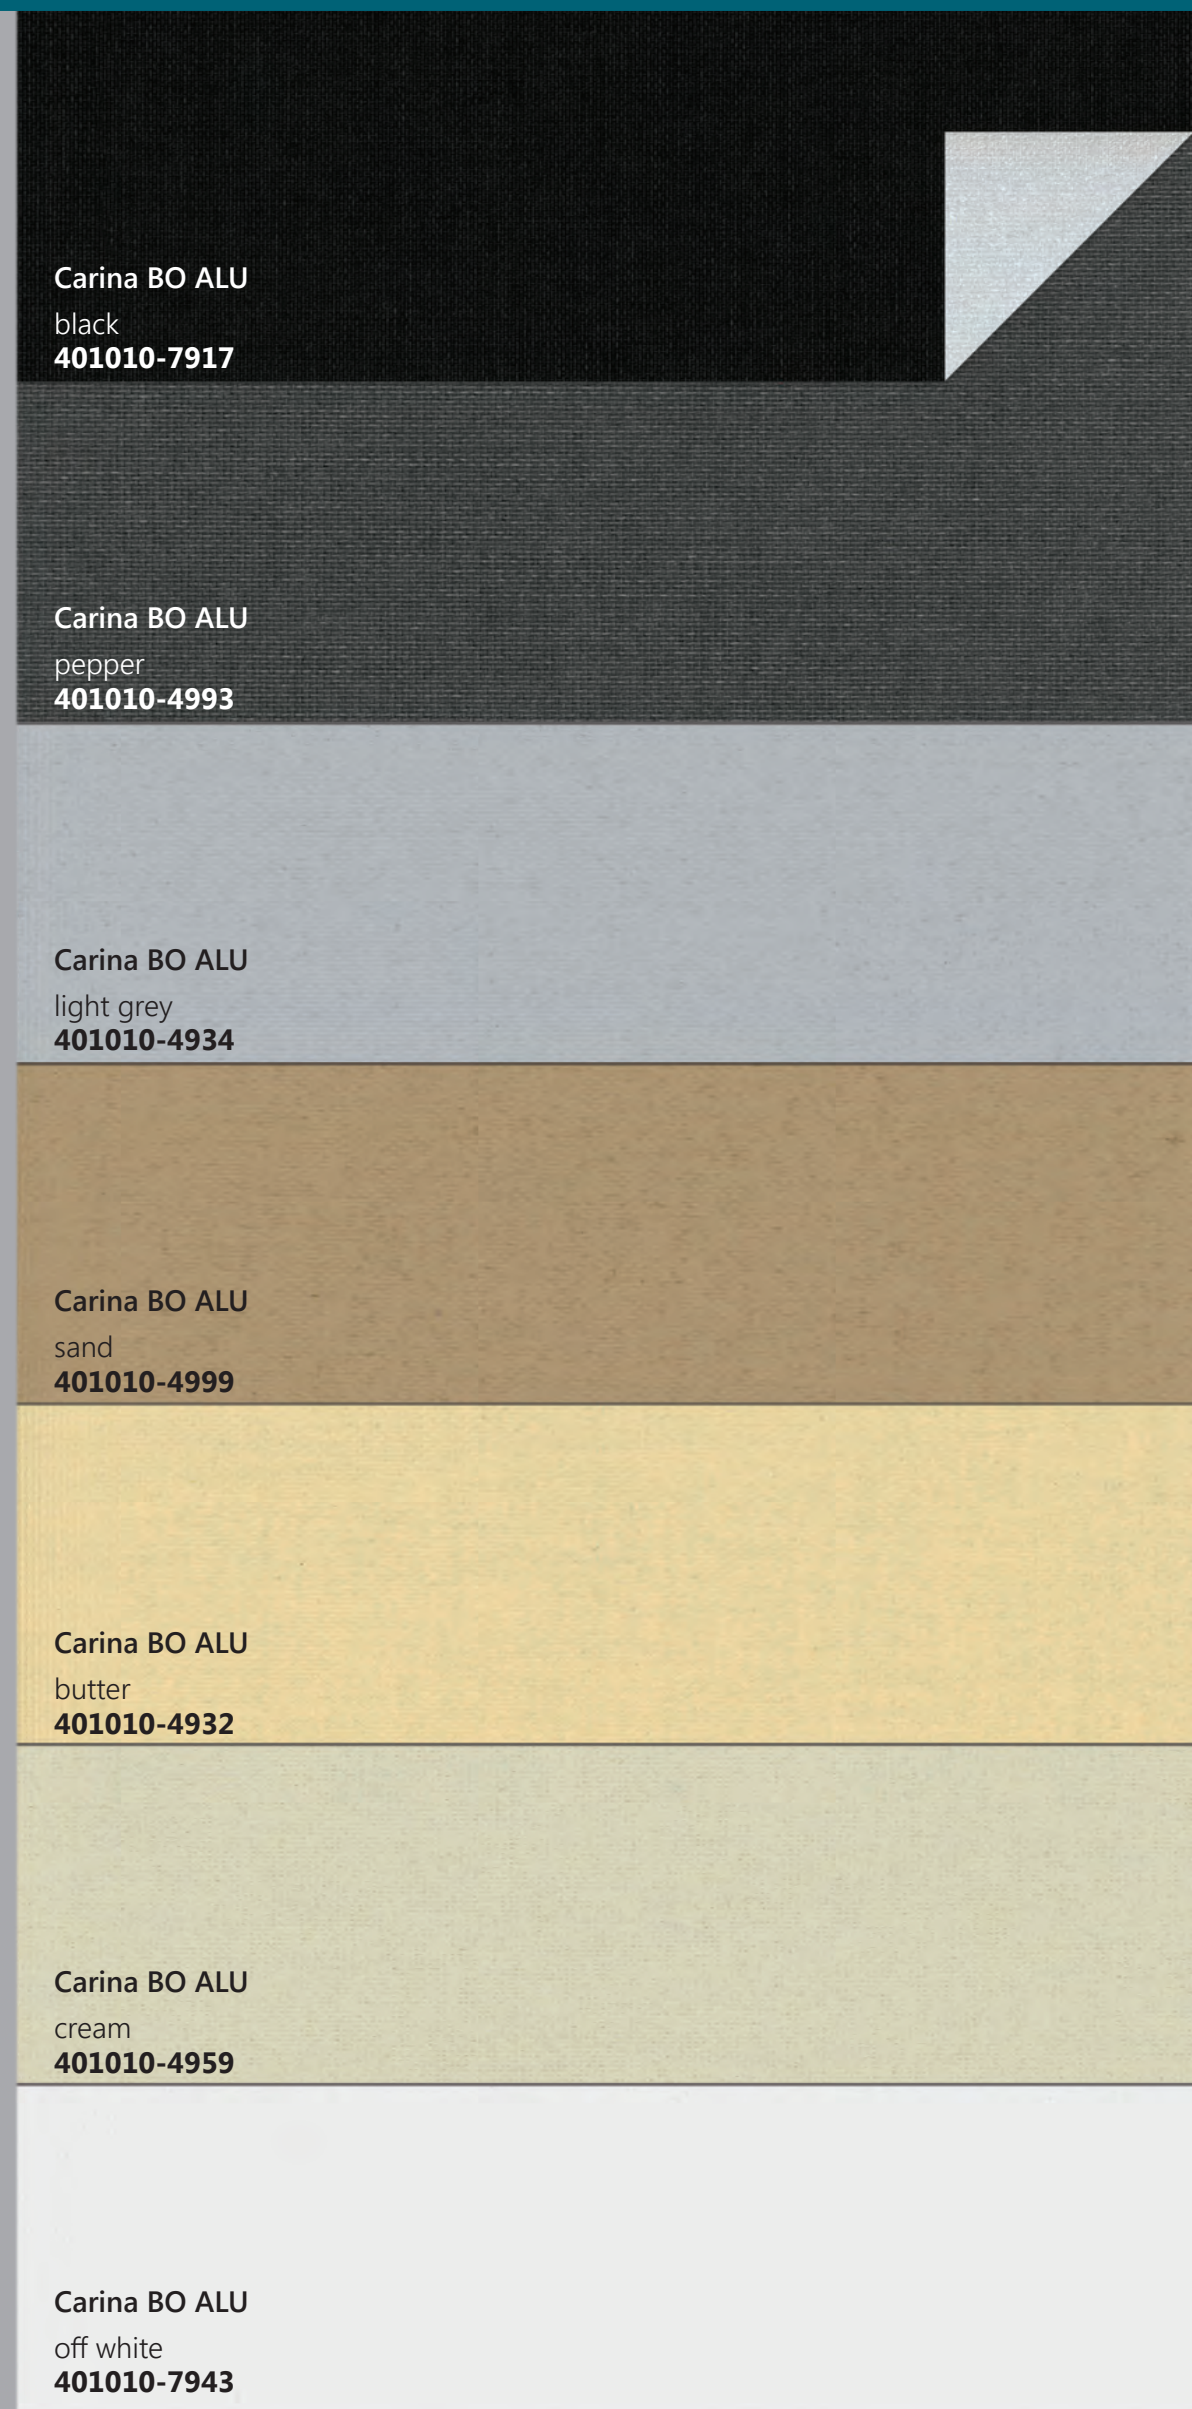 Carina BO ALU
black
401010-7917
Carina BO ALU
pepper
401010-4993
Carina BO ALU
light grey
401010-4934
Carina BO ALU
sand
401010-4999
Carina BO ALU
butter
401010-4932
Carina BO ALU
cream
401010-4959
Carina BO ALU
off white
401010-7943